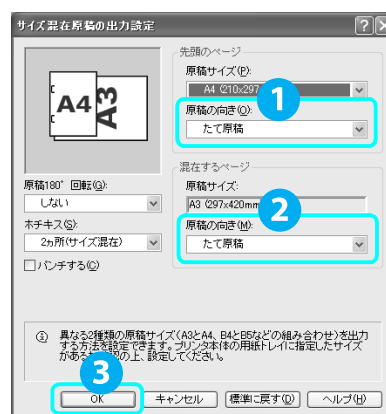 サイズ混在原稿の出力設定
先頭のページ
原稿サイズ(P):
A4 (210x297
1
原稿の向き(O):
たて原稿
A4
A3
混在するページ
原稿サイズ:
A3 (297x420mm
2
原稿の向き(M):
たて原稿
原稿180°回転(G):
しない
ホチキス(S):
2ヵ所(サイズ混在)
パンチする(C)
異なる2種類の原稿サイズ(A3とA4、B4とB5などの組み合わせ)を出力
する方法を設定できます。プリンタ本体の用紙トレイに指定したサイズ
がある の上、設定してください。
3
OK
キャンセル
標準に戻す(D)
ヘルプ(H)